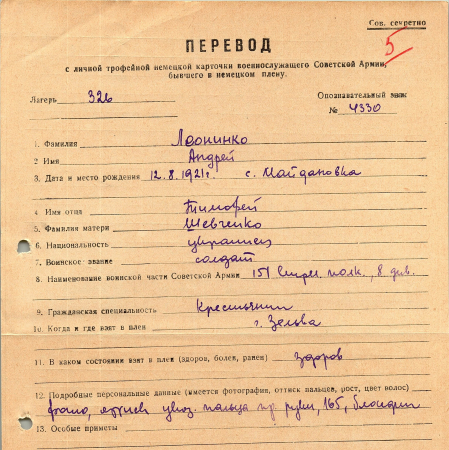 Сов. секретно
5
ПЕРЕВОД
с личной трофейной немецкой карточки военнослужащего Советской Армии,
бывшего в немецком плену.
Лагерь 326
Опознавательный знак
№ 4330
1. Фамилия Леонинко
2 Имя Андрей
3. Дата и место рождения 12.8.1921г. с. Майдановка
4 Имя отца Тимофей
5. Фамилия матери Шевченко
6. Национальность украинец
7. Воинское звание солдат
8. Наименование воинской части Советской Армии 151 стрел. полк., 8 див.
9. Гражданская специальность Крестьянин
10. Когда и где взят в плен г. Зельва
11. В каком состоянии взят в плен (здоров, болен, ранен) здоров
12. Подробные персональные данные (имеется фотография, оттиск пальцев, рост, цвет волос)
фото, оттиск указ. пальца пр. руки, 165, блондин
13. Особые приметы